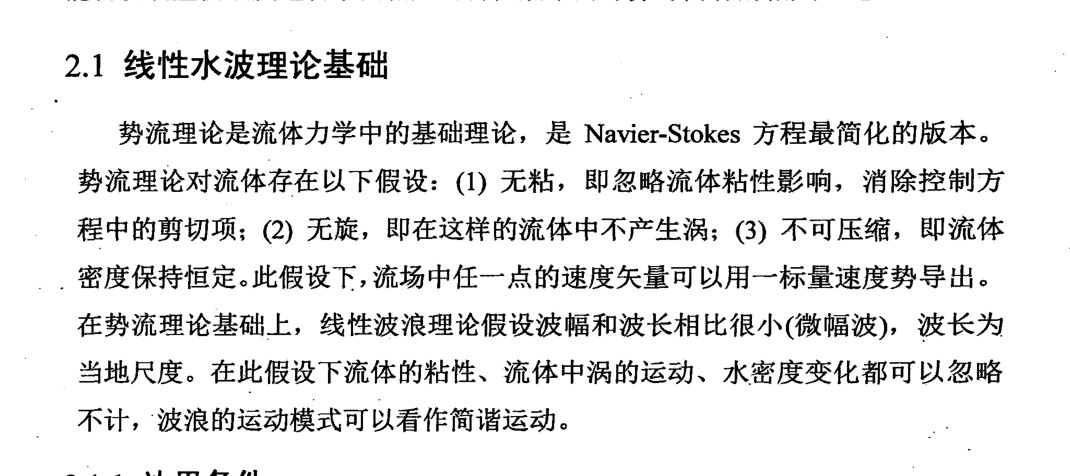 2.1 线性水波理论基础
势流理论是流体力学中的基础理论，是 Navier-Stokes 方程最简化的版本。
势流理论对流体存在以下假设：(1) 无粘，即忽略流体粘性影响，消除控制方
程中的剪切项；(2) 无旋，即在这样的流体中不产生涡；(3) 不可压缩，即流体
密度保持恒定。此假设下，流场中任一点的速度矢量可以用一标量速度势导出。
在势流理论基础上，线性波浪理论假设波幅和波长相比很小(微幅波)，波长为
当地尺度。在此假设下流体的粘性、流体中涡的运动、水密度变化都可以忽略
不计，波浪的运动模式可以看作简谐运动。